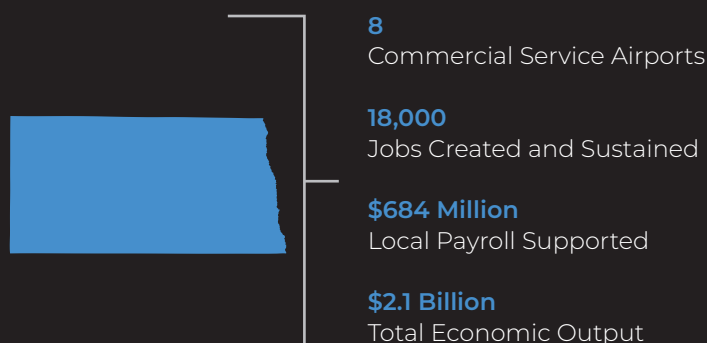 8
Commercial Service Airports
18,000
Jobs Created and Sustained
$684 Million
Local Payroll Supported
$2.1 Billion
Total Economic Output